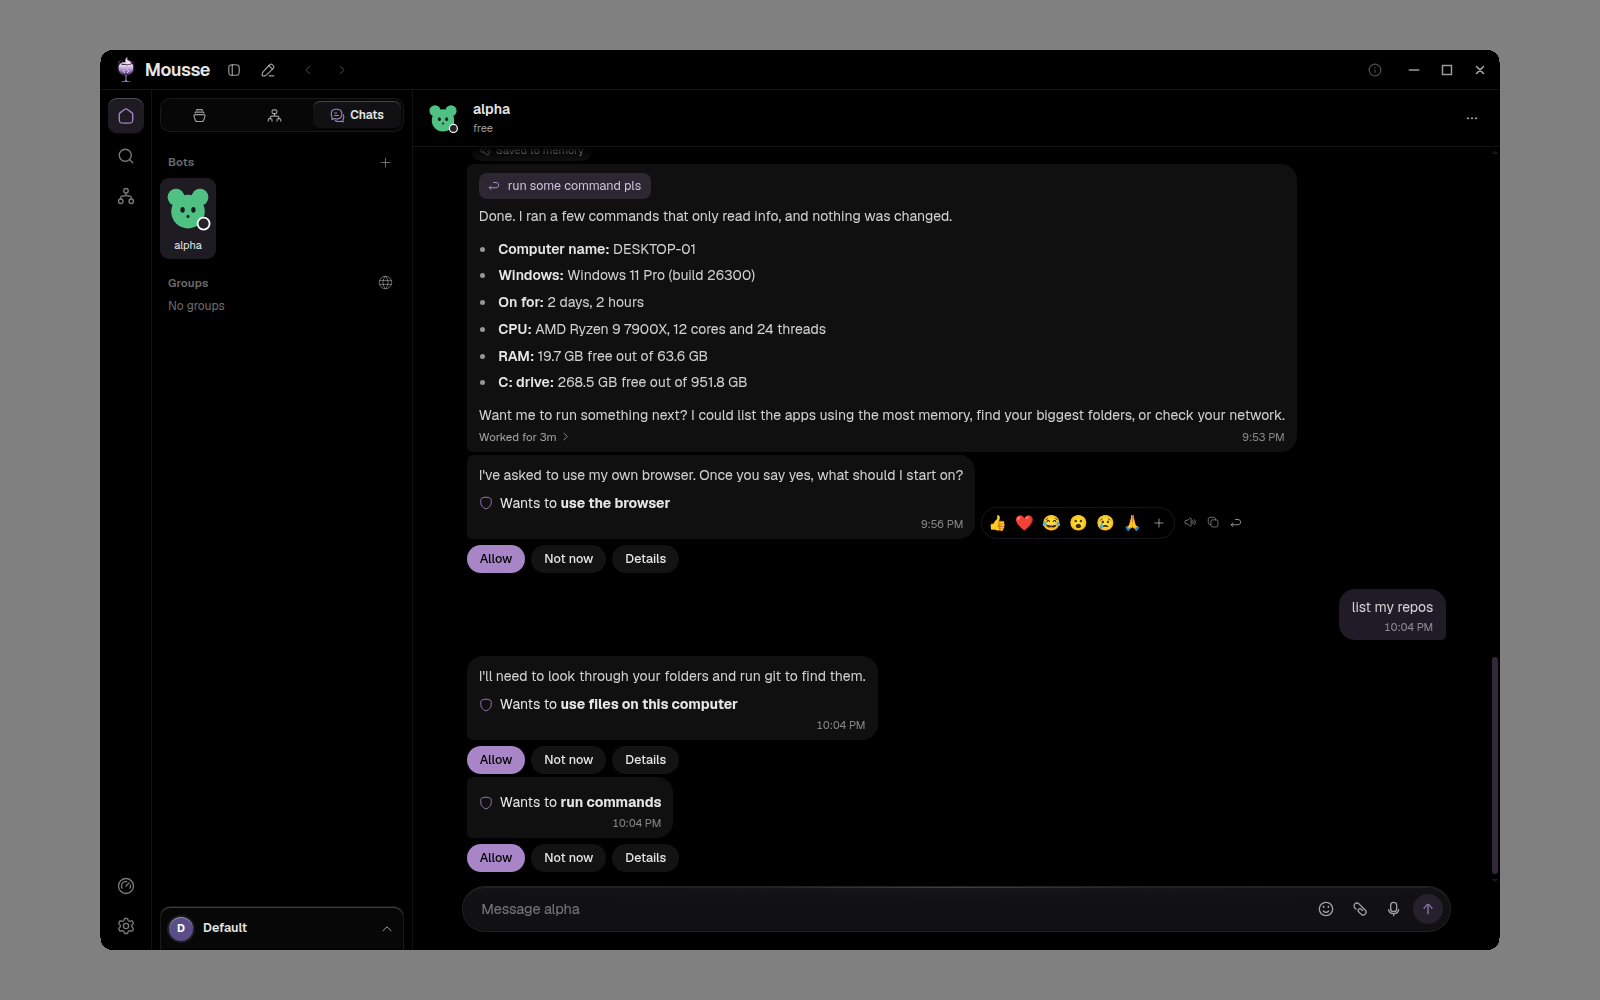 Mousse
Chats
Bots
alpha
Groups
No groups
Default
D
alpha
free
Saved to memory
run some command pls
Done. I ran a few commands that only read info, and nothing was changed.
Computer name: DESKTOP-01
Windows: Windows 11 Pro (build 26300)
On for: 2 days, 2 hours
CPU: AMD Ryzen 9 7900X, 12 cores and 24 threads
RAM: 19.7 GB free out of 63.6 GB
C: drive: 268.5 GB free out of 951.8 GB
Want me to run something next? I could list the apps using the most memory, find your biggest folders, or check your network.
Worked for 3m
9:53 PM
I've asked to use my own browser. Once you say yes, what should I start on?
Wants to use the browser
9:56 PM
Allow Not now Details
list my repos
10:04 PM
I'll need to look through your folders and run git to find them.
Wants to use files on this computer
10:04 PM
Allow Not now Details
Wants to run commands
10:04 PM
Allow Not now Details
Message alpha